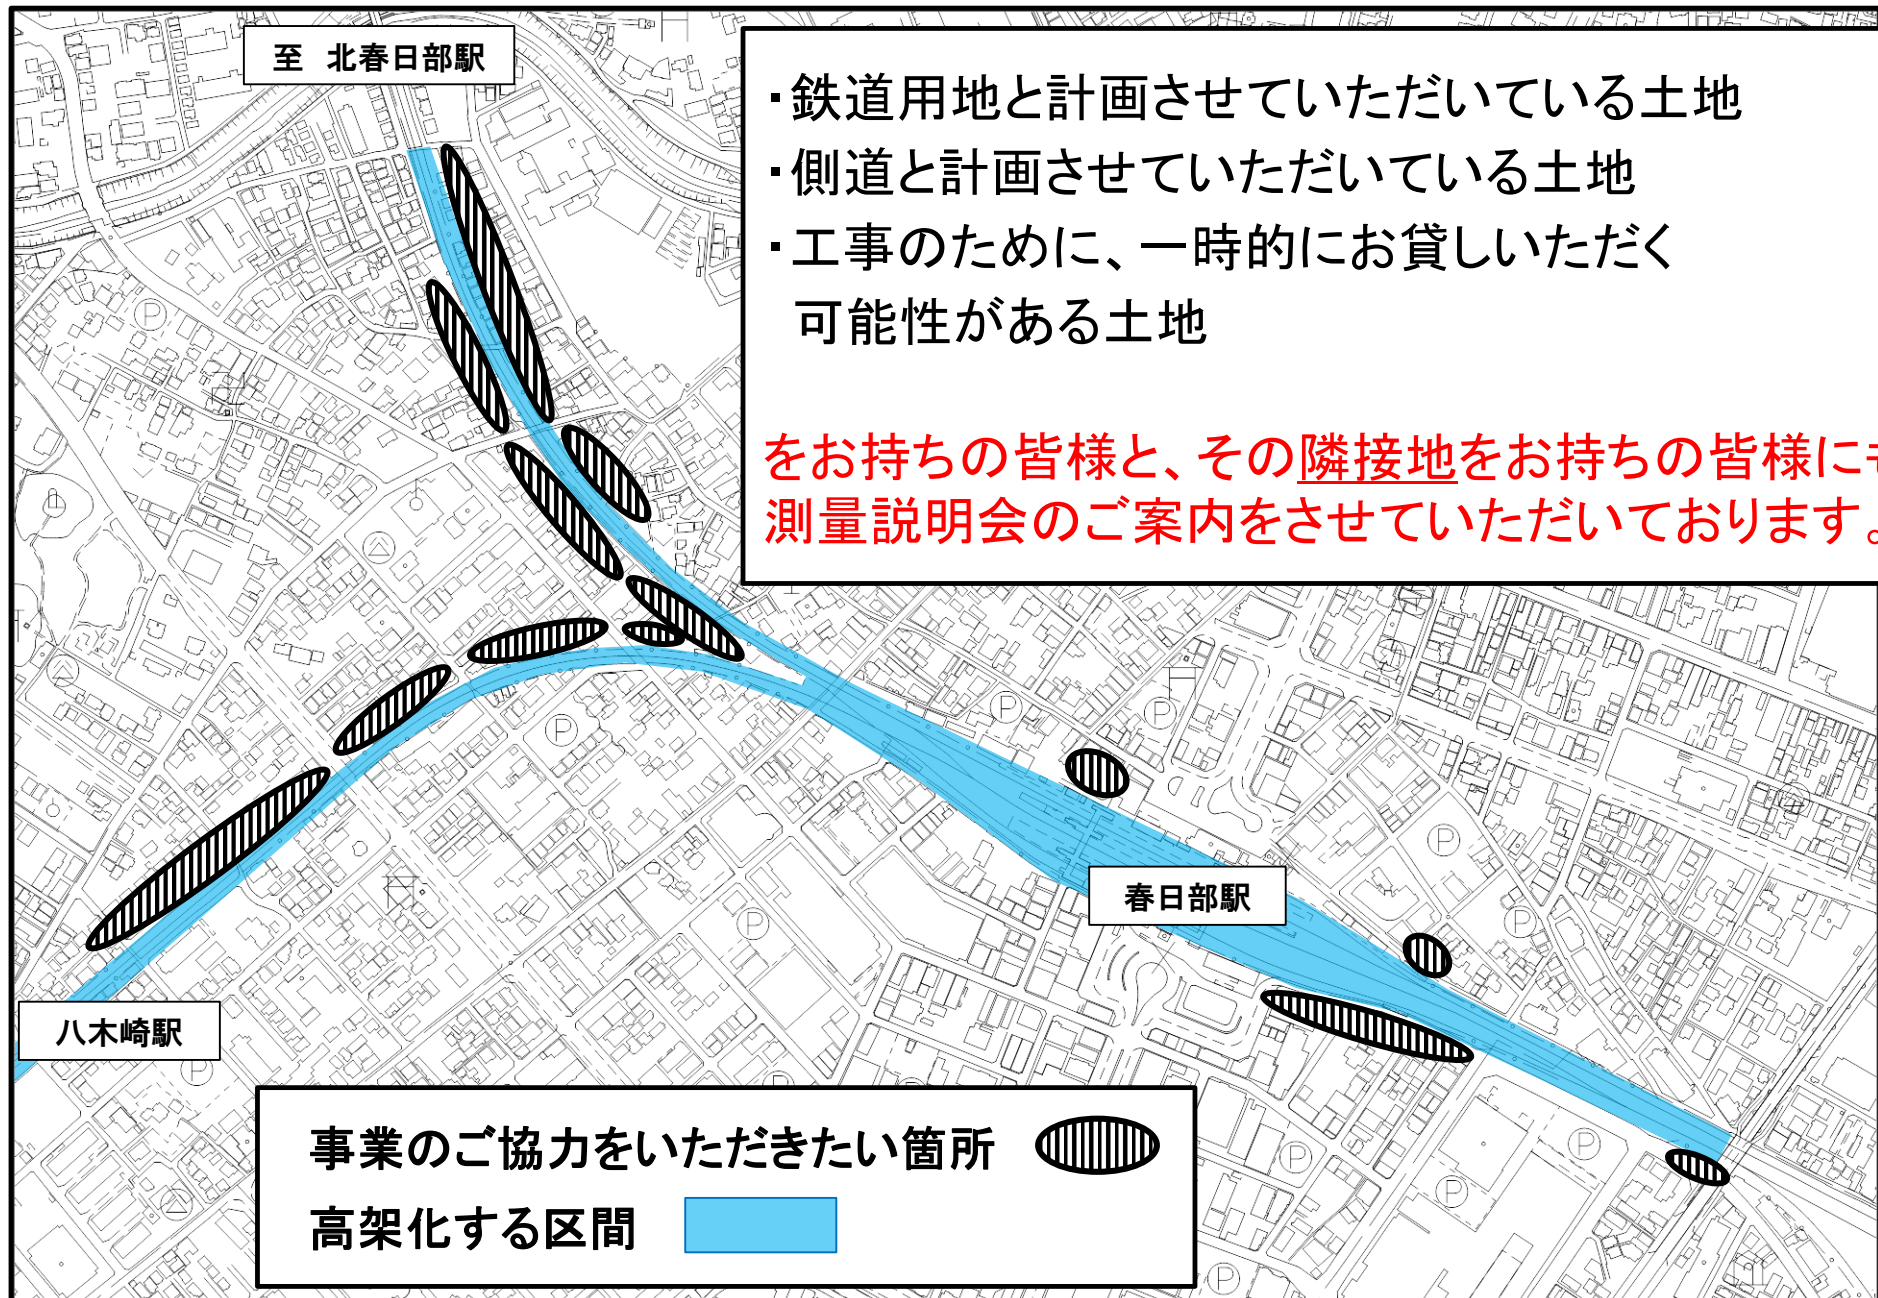 至 北春日部駅
・鉄道用地と計画させていただいている土地
・側道と計画させていただいている土地
・工事のために、一時的にお貸しいただく
可能性がある土地
をお持ちの皆様と、その隣接地をお持ちの皆様に
測量説明会のご案内をさせていただいております。
春日部駅
八木崎駅
事業のご協力をいただきたい箇所
高架化する区間
P
P
P
P
P
P
P
P
P
P
P
P
P